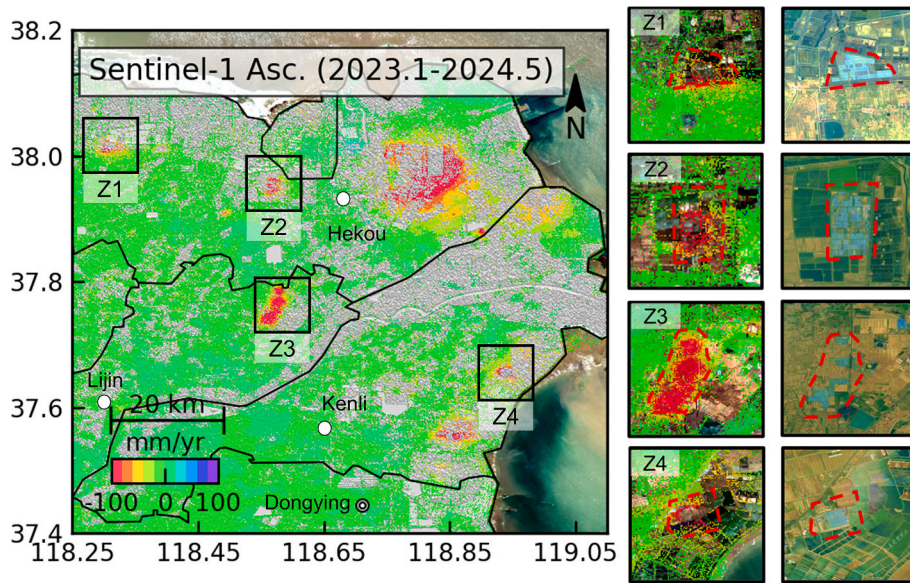 Sentinel-1 Asc. (2023.1-2024.5)
N
38.2
38.0
37.8
37.6
37.4
118.25
118.45
118.65
118.85
119.05
Z1
Z2
Hekou
Z3
Z4
Lijin
Kenli
Dongying
20 km
mm/yr
-100 0 100
Z1
Z2
Z3
Z4